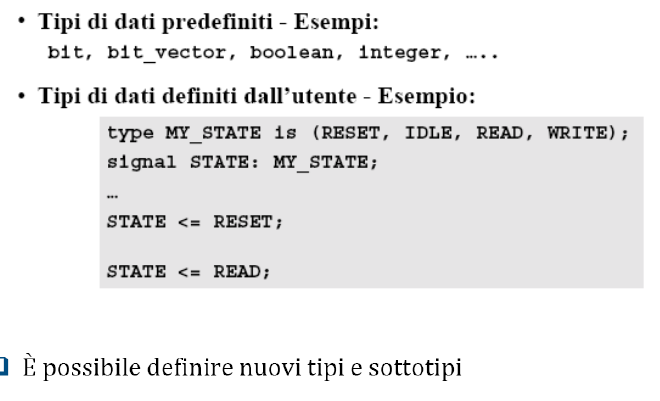 • Tipi di dati predefiniti - Esempi:
bit, bit_vector, boolean, integer, …..
• Tipi di dati definiti dall’utente - Esempio:
type MY_STATE is (RESET, IDLE, READ, WRITE);
signal STATE: MY_STATE;
…
STATE <= RESET;
STATE <= READ;
È possibile definire nuovi tipi e sottotipi